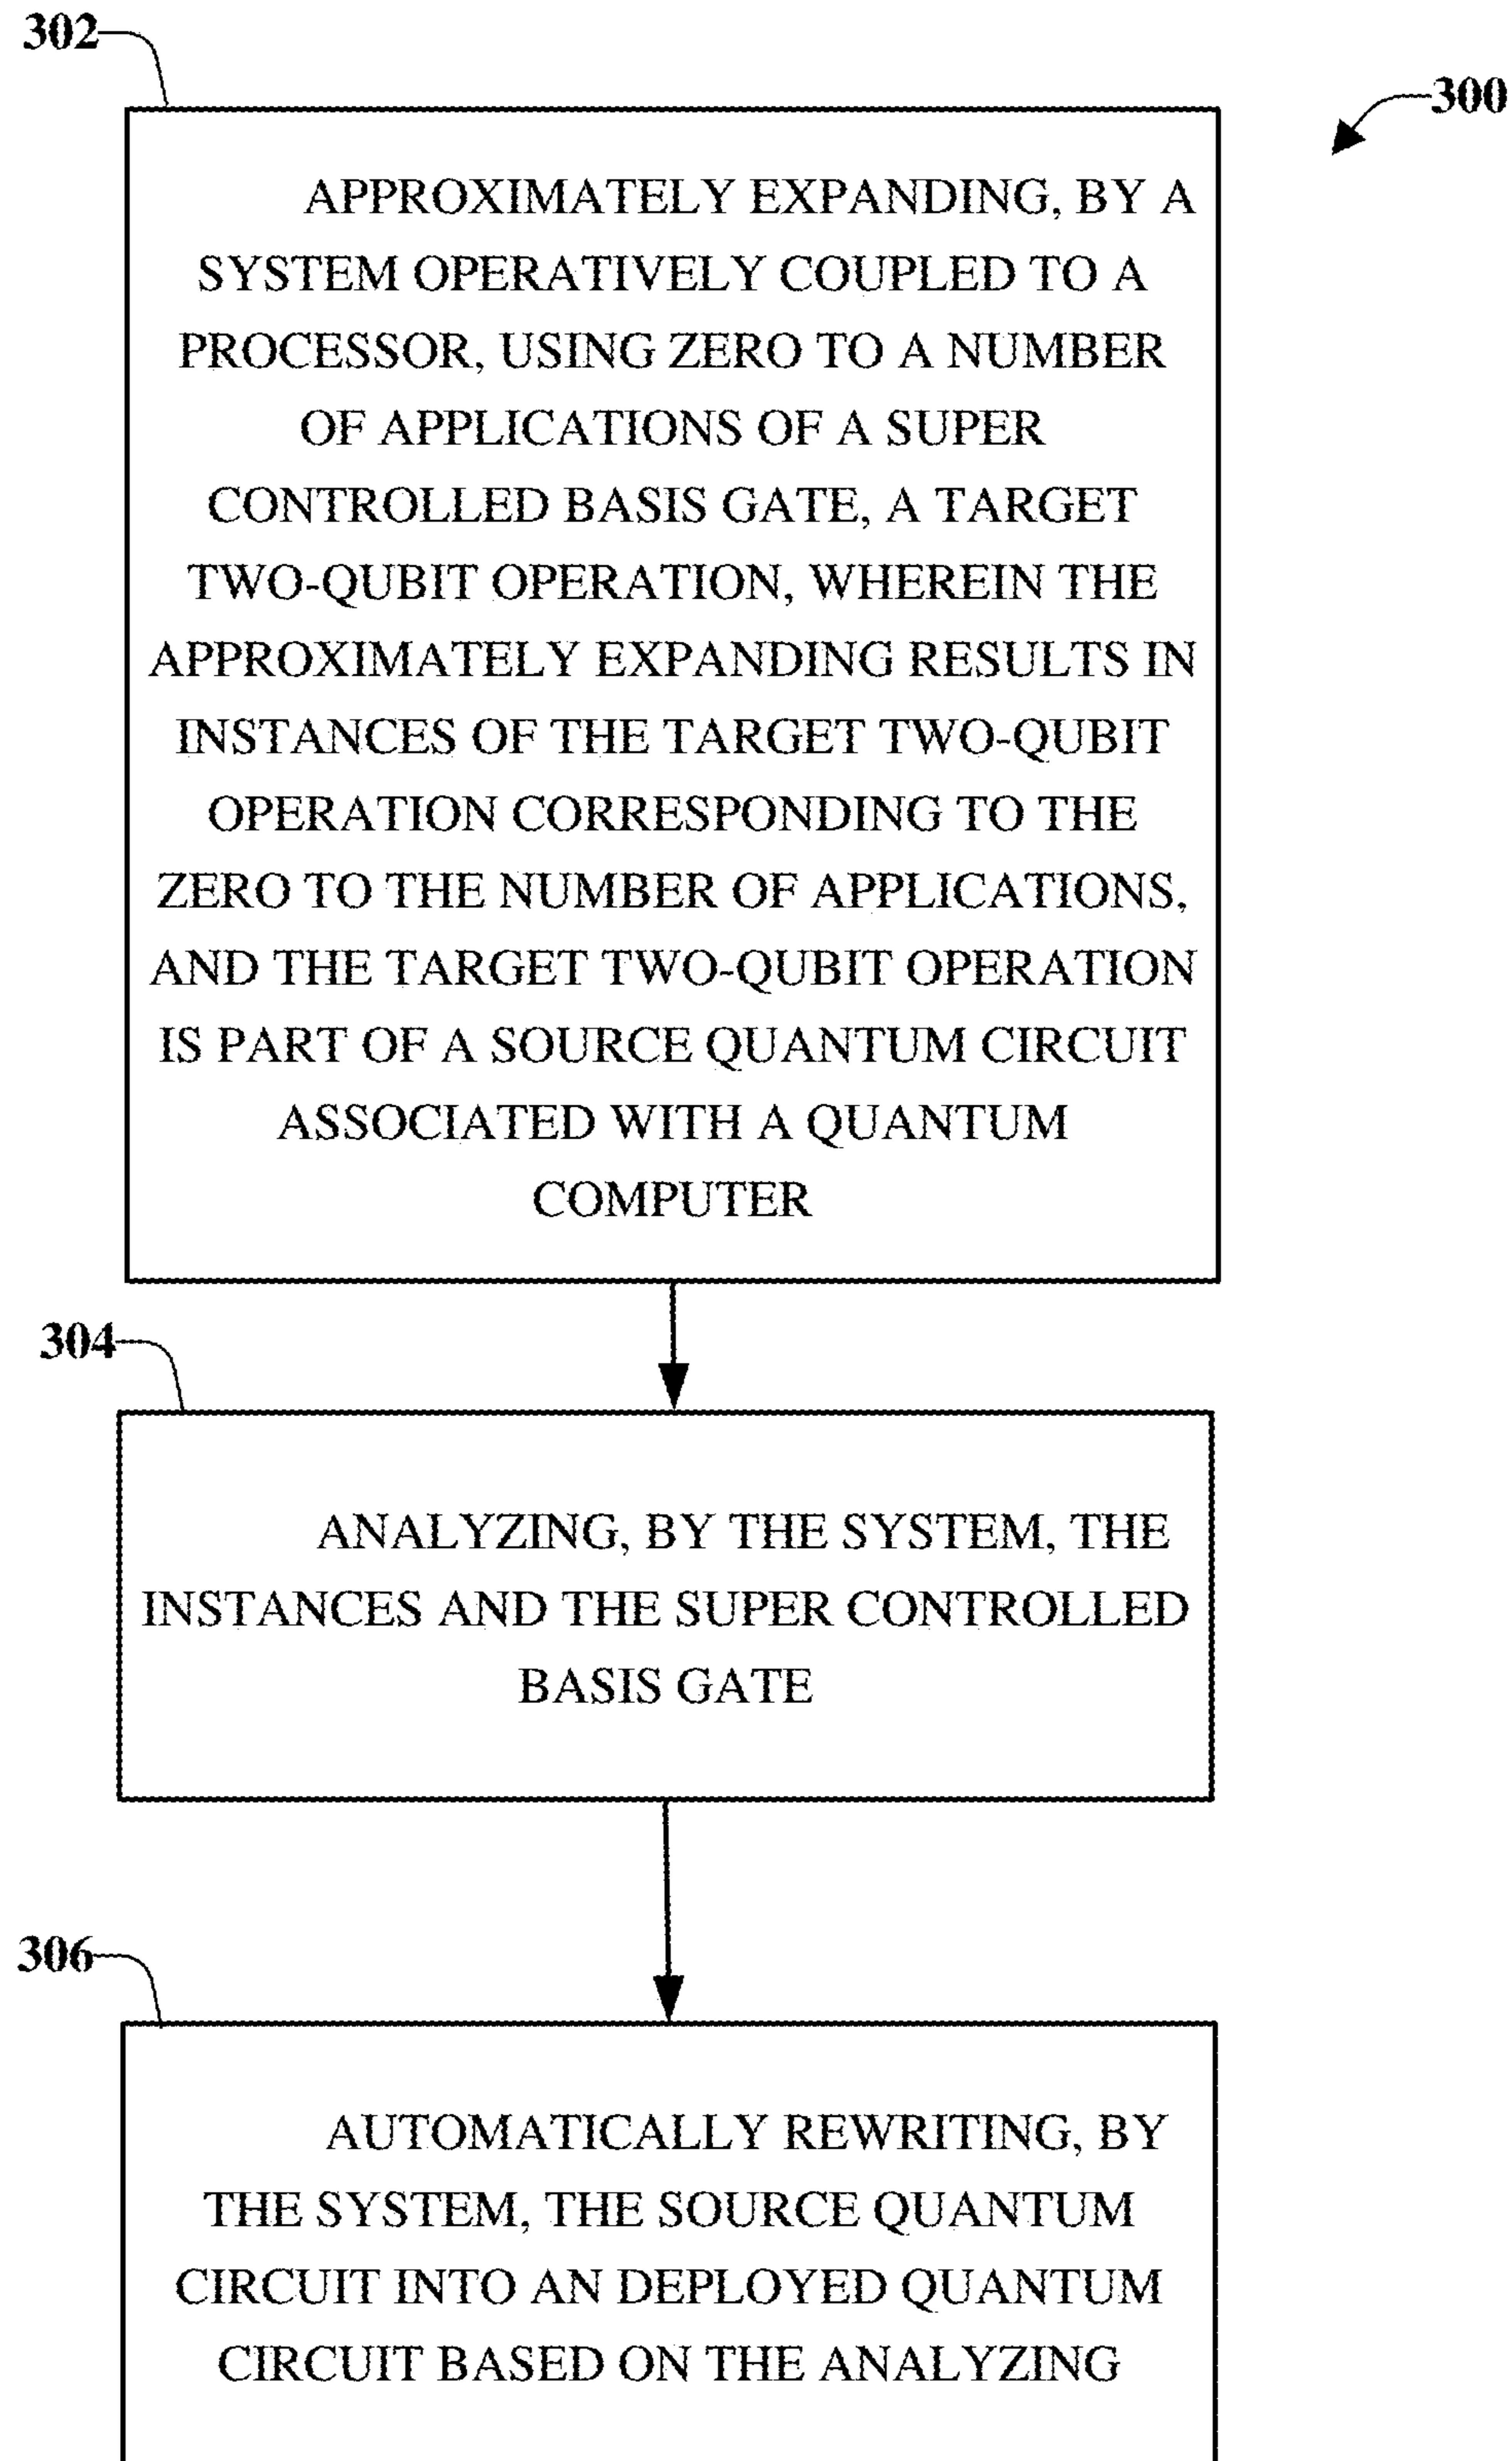 302
300
APPROXIMATELY EXPANDING, BY A
SYSTEM OPERATIVELY COUPLED TO A
PROCESSOR, USING ZERO TO A NUMBER
OF APPLICATIONS OF A SUPER
CONTROLLED BASIS GATE, A TARGET
TWO-QUBIT OPERATION, WHEREIN THE
APPROXIMATELY EXPANDING RESULTS IN
INSTANCES OF THE TARGET TWO-QUBIT
OPERATION CORRESPONDING TO THE
ZERO TO THE NUMBER OF APPLICATIONS,
AND THE TARGET TWO-QUBIT OPERATION
IS PART OF A SOURCE QUANTUM CIRCUIT
ASSOCIATED WITH A QUANTUM
COMPUTER
304
ANALYZING, BY THE SYSTEM, THE
INSTANCES AND THE SUPER CONTROLLED
BASIS GATE
306
AUTOMATICALLY REWRITING, BY
THE SYSTEM, THE SOURCE QUANTUM
CIRCUIT INTO AN DEPLOYED QUANTUM
CIRCUIT BASED ON THE ANALYZING